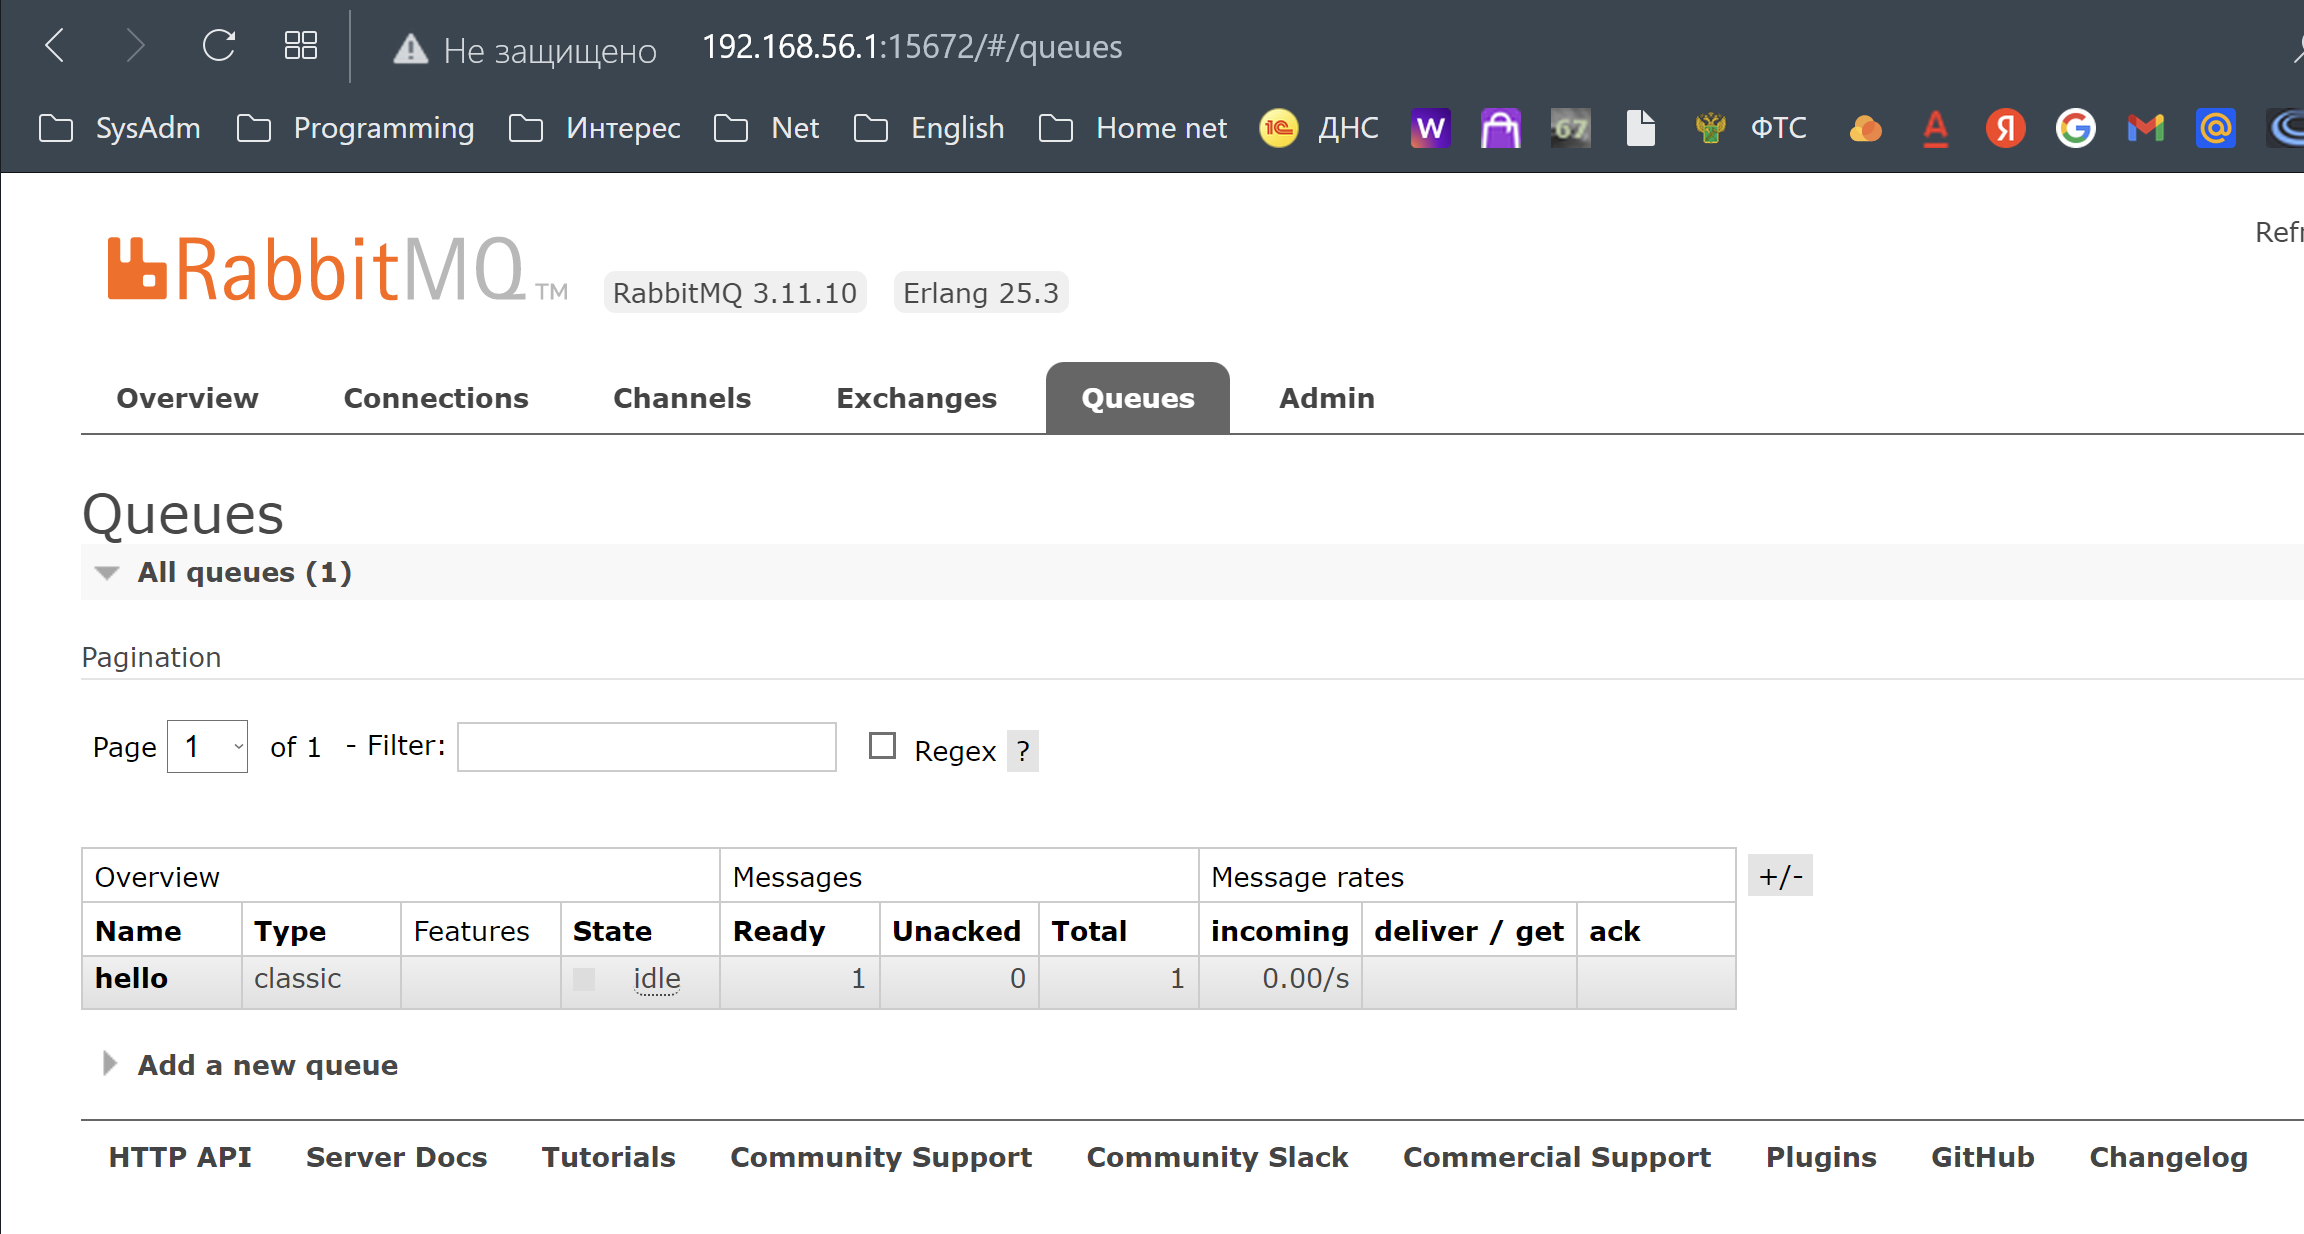 Не защищено 192.168.56.1:15672/#/queues
SysAdm Programming Интерес Net English Home net 1С ДНС W 67 ФТС А Я G M @
RabbitMQ TM RabbitMQ 3.11.10 Erlang 25.3
Refr
Overview Connections Channels Exchanges Queues Admin
Queues
All queues (1)
Pagination
Page 1 of 1 - Filter: Regex ?
Overview Messages Message rates +/-
Name Type Features State Ready Unacked Total incoming deliver / get ack
hello classic idle 1 0 1 0.00/s
Add a new queue
HTTP API Server Docs Tutorials Community Support Community Slack Commercial Support Plugins GitHub Changelog